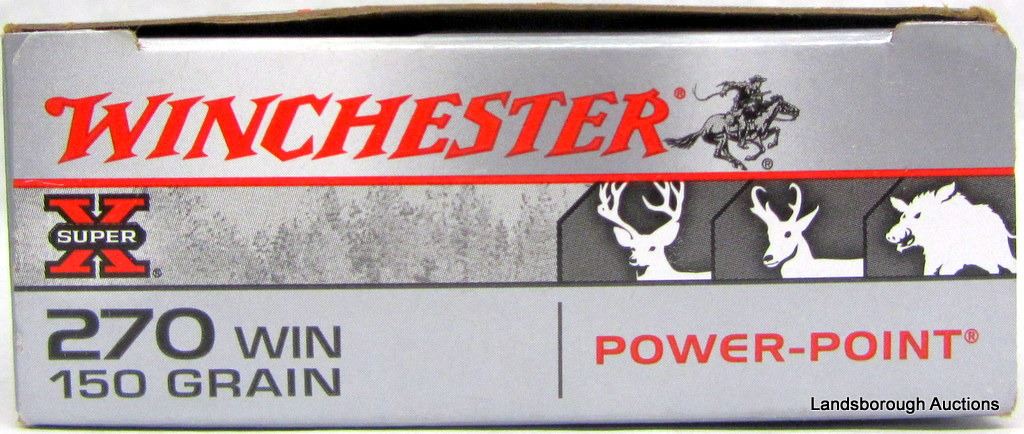 WINCHESTER®
®
SUPER X®
270 WIN
150 GRAIN
POWER-POINT®
Landsborough Auctions